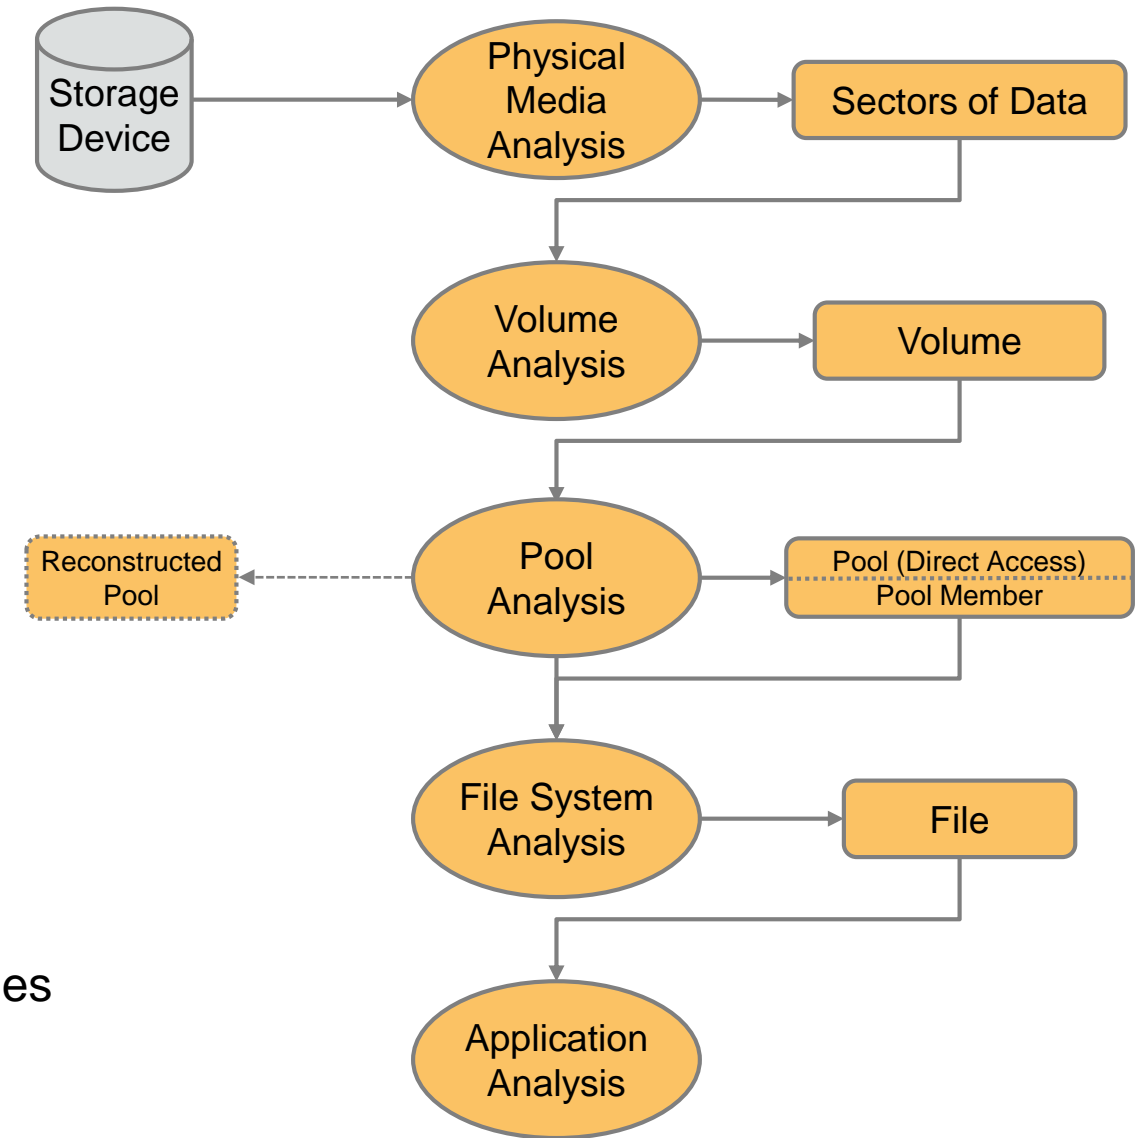 Storage
Device
Physical
Media
Analysis
Sectors of Data
Volume
Analysis
Volume
Reconstructed
Pool
Pool
Analysis
Pool (Direct Access)
Pool Member
File System
Analysis
File
es
Application
Analysis